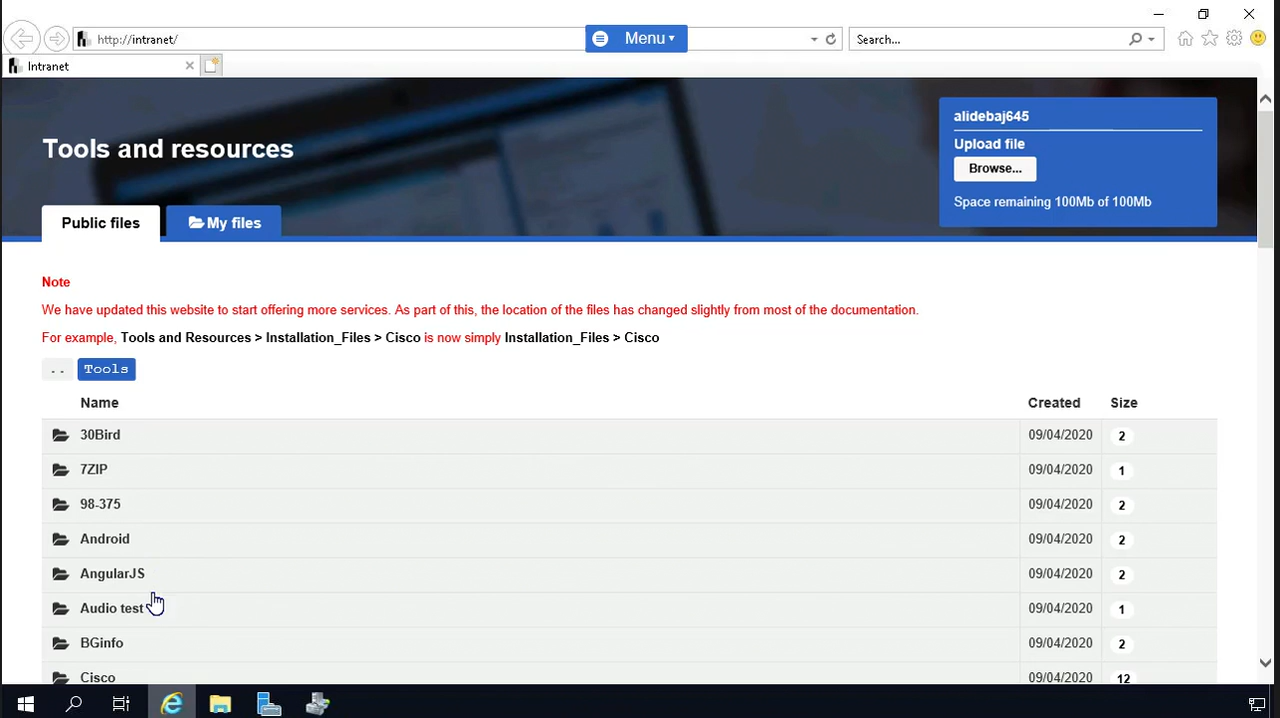 http://intranet/
Menu
Search...
Intranet
alidebaj645
Upload file
Browse...
Space remaining 100Mb of 100Mb
Tools and resources
Public files
My files
Note
We have updated this website to start offering more services. As part of this, the location of the files has changed slightly from most of the documentation.
For example, Tools and Resources > Installation_Files > Cisco is now simply Installation_Files > Cisco
.. Tools
Name Created Size
30Bird 09/04/2020 2
7ZIP 09/04/2020 1
98-375 09/04/2020 2
Android 09/04/2020 2
AngularJS 09/04/2020 2
Audio test 09/04/2020 1
BGinfo 09/04/2020 2
Cisco 09/04/2020 12